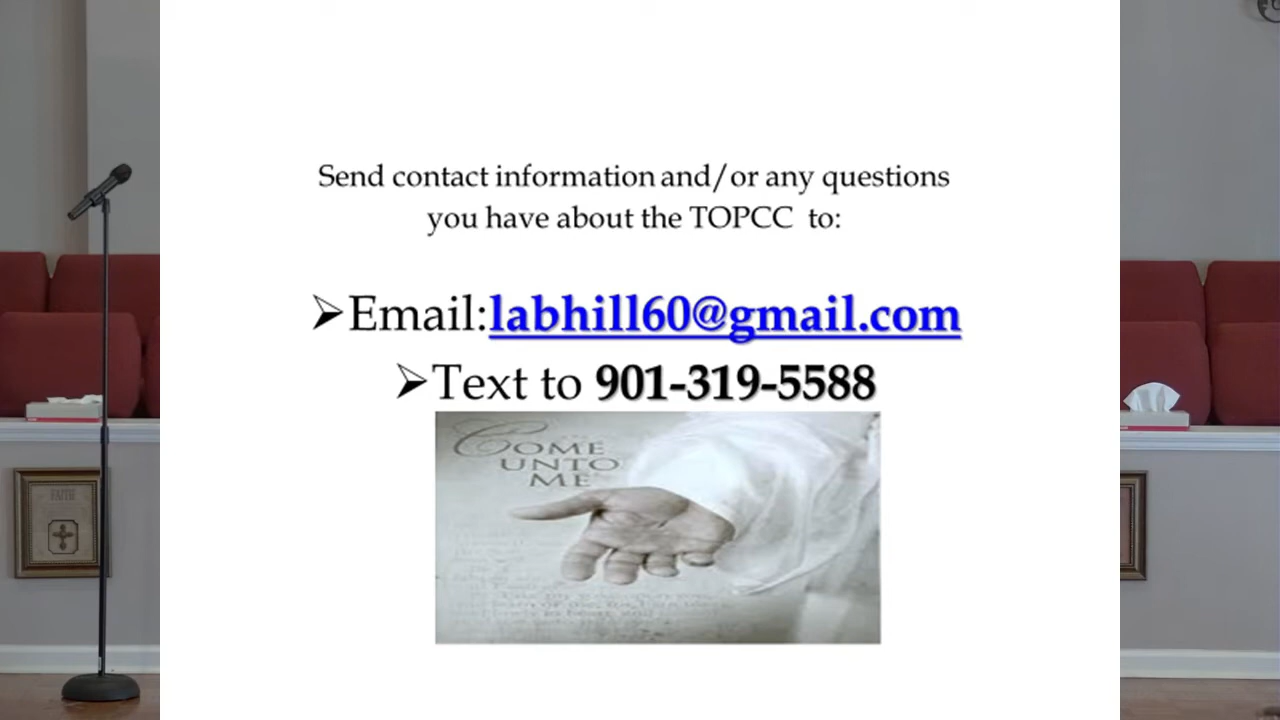 Send contact information and/or any questions
you have about the TOPCC to:
➢Email:labhill60@gmail.com
➢Text to 901-319-5588
COME
UNTO
ME
FAITH